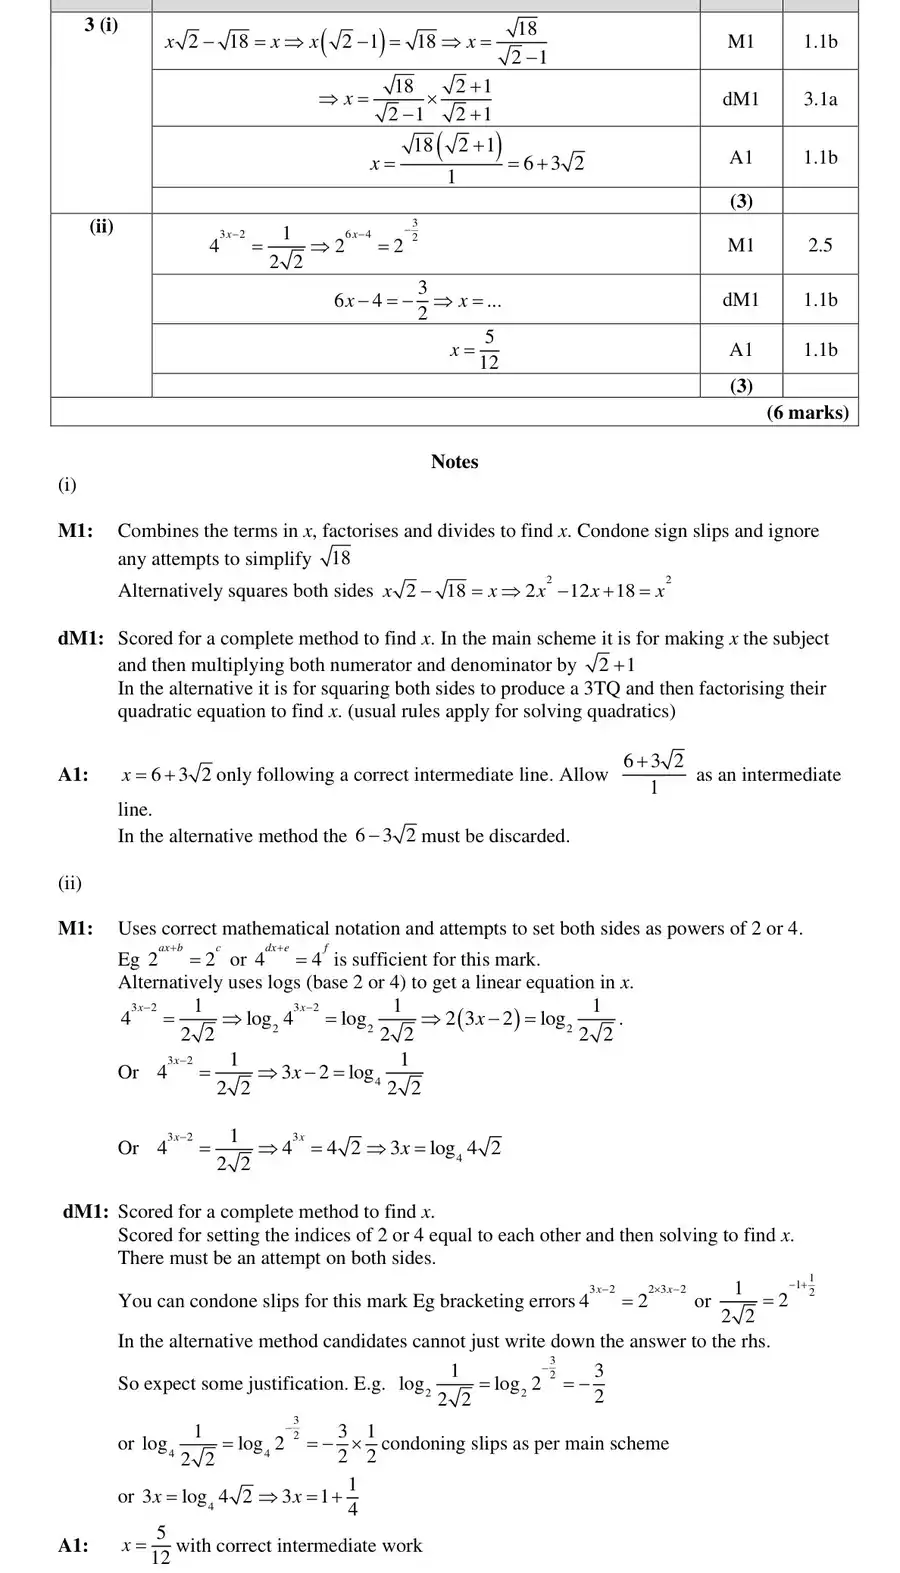 3 (i) x√2 − √18 = x ⇒ x(√2 − 1) = √18 ⇒ x = √18/(√2 − 1) M1 1.1b
⇒ x = √18/(√2 − 1) × (√2 + 1)/(√2 + 1) dM1 3.1a
x = √18(√2 + 1)/1 = 6 + 3√2 A1 1.1b
(3)
(ii) 4^(3x−2) = 1/(2√2) ⇒ 2^(6x−4) = 2^(−3/2) M1 2.5
6x − 4 = −3/2 ⇒ x = ... dM1 1.1b
x = 5/12 A1 1.1b
(3)
(6 marks)
Notes
(i)
M1: Combines the terms in x, factorises and divides to find x. Condone sign slips and ignore
any attempts to simplify √18
Alternatively squares both sides x√2 − √18 = x ⇒ 2x² − 12x + 18 = x²
dM1: Scored for a complete method to find x. In the main scheme it is for making x the subject
and then multiplying both numerator and denominator by √2 + 1
In the alternative it is for squaring both sides to produce a 3TQ and then factorising their
quadratic equation to find x. (usual rules apply for solving quadratics)
A1: x = 6 + 3√2 only following a correct intermediate line. Allow (6 + 3√2)/1 as an intermediate
line.
In the alternative method the 6 − 3√2 must be discarded.
(ii)
M1: Uses correct mathematical notation and attempts to set both sides as powers of 2 or 4.
Eg 2^(ax+b) = 2^c or 4^(dx+e) = 4^f is sufficient for this mark.
Alternatively uses logs (base 2 or 4) to get a linear equation in x.
4^(3x−2) = 1/(2√2) ⇒ log₂ 4^(3x−2) = log₂ 1/(2√2) ⇒ 2(3x − 2) = log₂ 1/(2√2).
Or 4^(3x−2) = 1/(2√2) ⇒ 3x − 2 = log₄ 1/(2√2)
Or 4^(3x−2) = 1/(2√2) ⇒ 4^(3x) = 4√2 ⇒ 3x = log₄ 4√2
dM1: Scored for a complete method to find x.
Scored for setting the indices of 2 or 4 equal to each other and then solving to find x.
There must be an attempt on both sides.
You can condone slips for this mark Eg bracketing errors 4^(3x−2) = 2^(2×3x−2) or 1/(2√2) = 2^(−1+1/2)
In the alternative method candidates cannot just write down the answer to the rhs.
So expect some justification. E.g. log₂ 1/(2√2) = log₂ 2^(−3/2) = −3/2
or log₄ 1/(2√2) = log₄ 2^(−3/2) = −3/2 × 1/2 condoning slips as per main scheme
or 3x = log₄ 4√2 ⇒ 3x = 1 + 1/4
A1: x = 5/12 with correct intermediate work